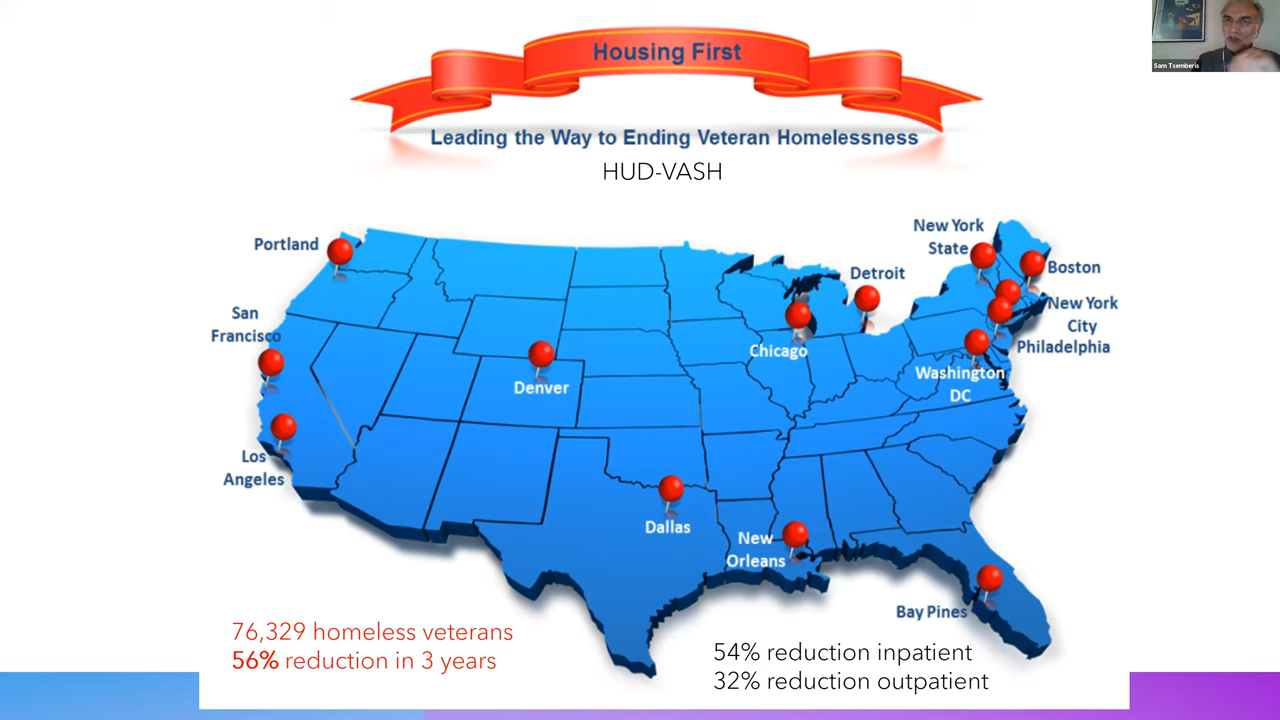 Housing First
Leading the Way to Ending Veteran Homelessness
HUD-VASH
Sam Tsemberis
Portland
San
Francisco
Los
Angeles
Denver
Dallas
New
Orleans
Chicago
Detroit
New York
State
Boston
New York
City
Philadelphia
Washington
DC
Bay Pines
76,329 homeless veterans
56% reduction in 3 years
54% reduction inpatient
32% reduction outpatient